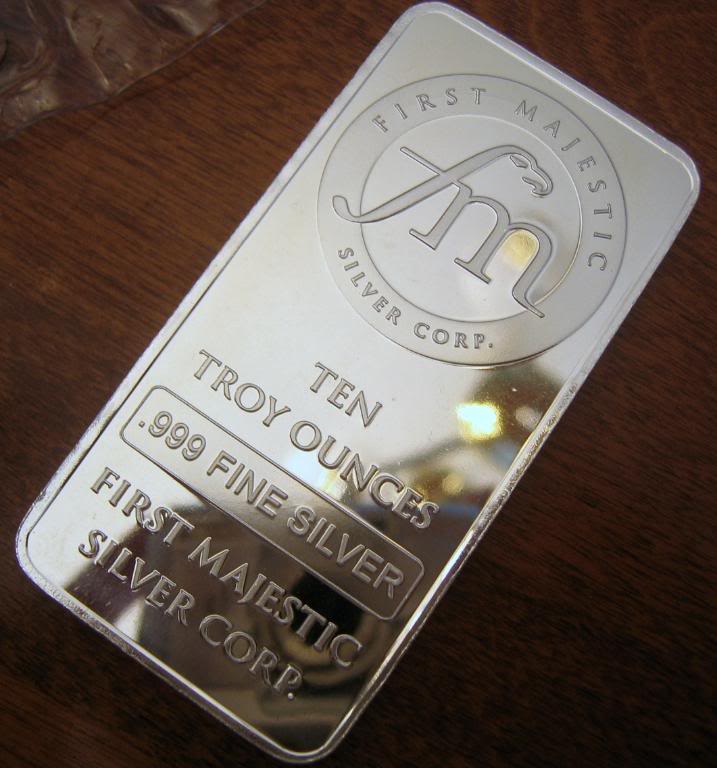 FIRST MAJESTIC
fm
SILVER CORP.
TEN
TROY OUNCES
.999 FINE SILVER
FIRST MAJESTIC
SILVER CORP.